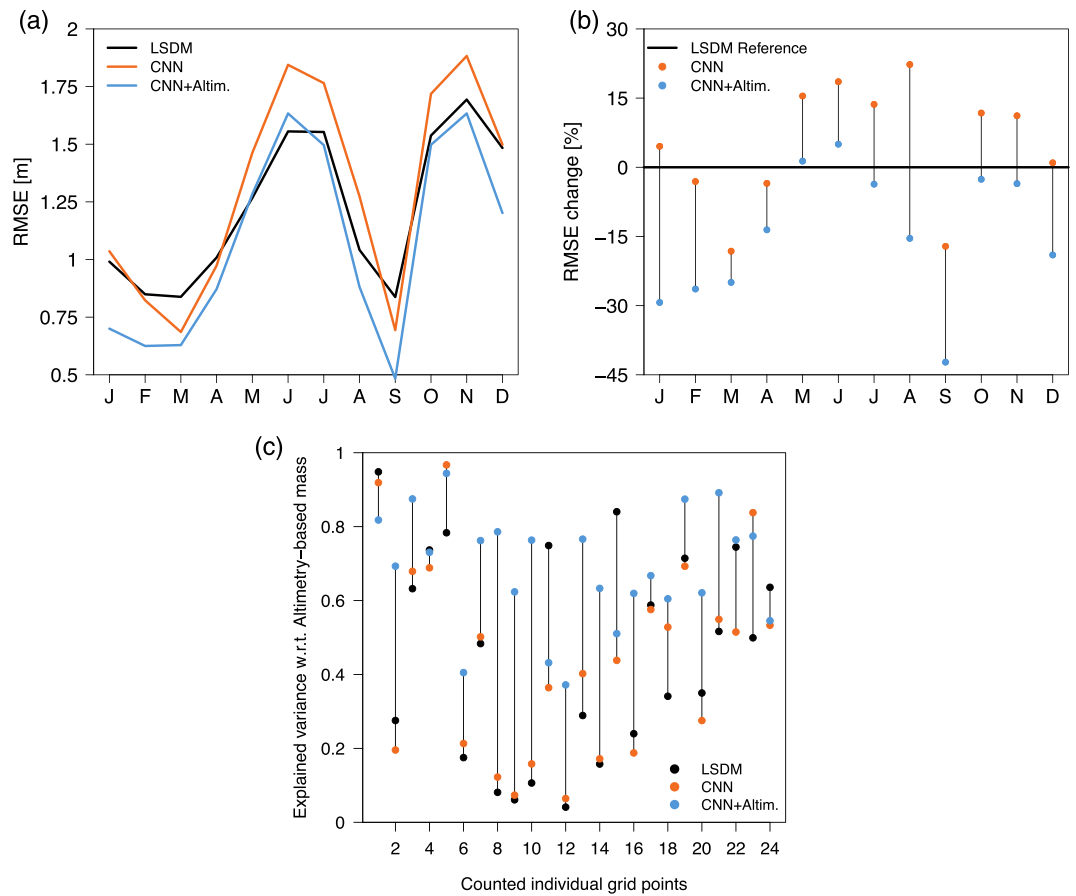 (a)
RMSE [m]
2
1.75
1.5
1.25
1
0.75
0.5
LSDM
CNN
CNN+Altim.
J F M A M J J A S O N D
(b)
RMSE change [%]
30
15
0
−15
−30
−45
LSDM Reference
CNN
CNN+Altim.
J F M A M J J A S O N D
(c)
Explained variance w.r.t. Altimetry−based mass
1
0.8
0.6
0.4
0.2
0
LSDM
CNN
CNN+Altim.
2 4 6 8 10 12 14 16 18 20 22 24
Counted individual grid points